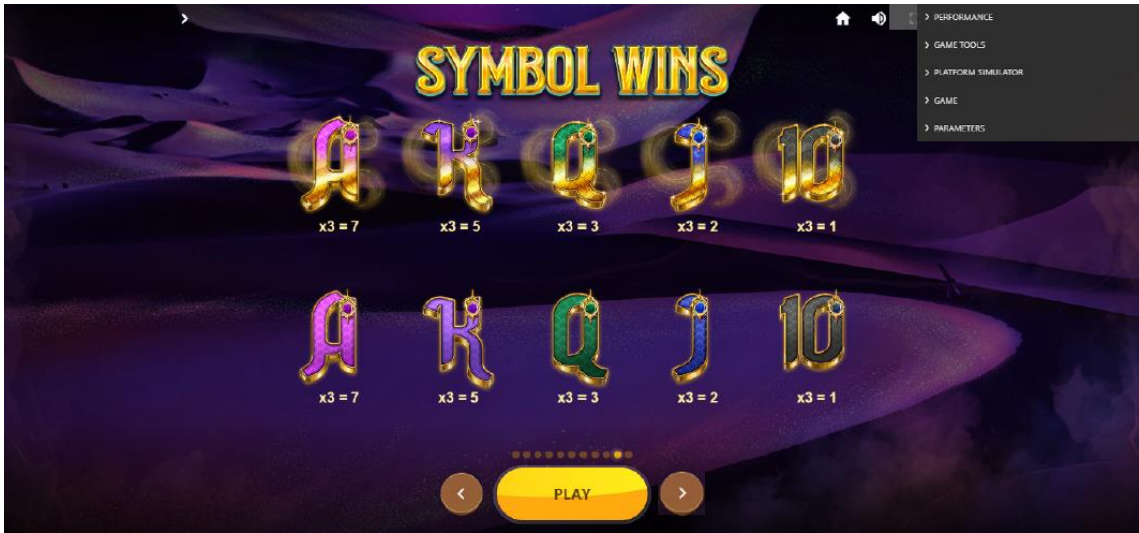 PERFORMANCE
GAME TOOLS
PLATFORM SIMULATOR
GAME
PARAMETERS
SYMBOL WINS
A K Q J 10
x3 = 7 x3 = 5 x3 = 3 x3 = 2 x3 = 1
A K Q J 10
x3 = 7 x3 = 5 x3 = 3 x3 = 2 x3 = 1
PLAY